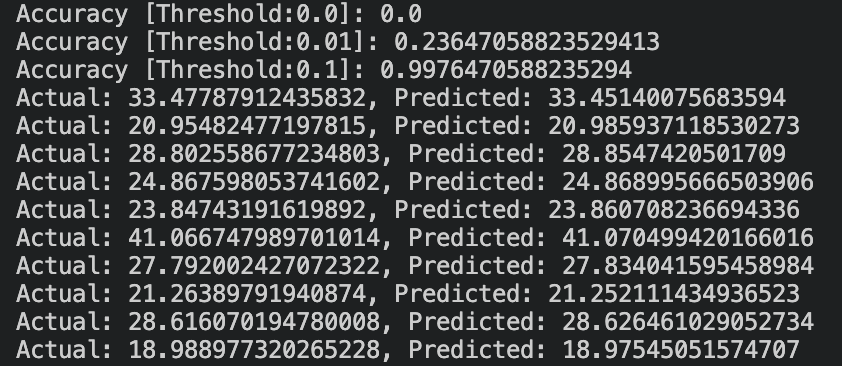 Accuracy [Threshold:0.0]: 0.0
Accuracy [Threshold:0.01]: 0.23647058823529413
Accuracy [Threshold:0.1]: 0.9976470588235294
Actual: 33.47787912435832, Predicted: 33.45140075683594
Actual: 20.95482477197815, Predicted: 20.985937118530273
Actual: 28.802558677234803, Predicted: 28.8547420501709
Actual: 24.867598053741602, Predicted: 24.868995666503906
Actual: 23.84743191619892, Predicted: 23.860708236694336
Actual: 41.066747989701014, Predicted: 41.070499420166016
Actual: 27.792002427072322, Predicted: 27.834041595458984
Actual: 21.26389791940874, Predicted: 21.252111434936523
Actual: 28.616070194780008, Predicted: 28.626461029052734
Actual: 18.988977320265228, Predicted: 18.97545051574707